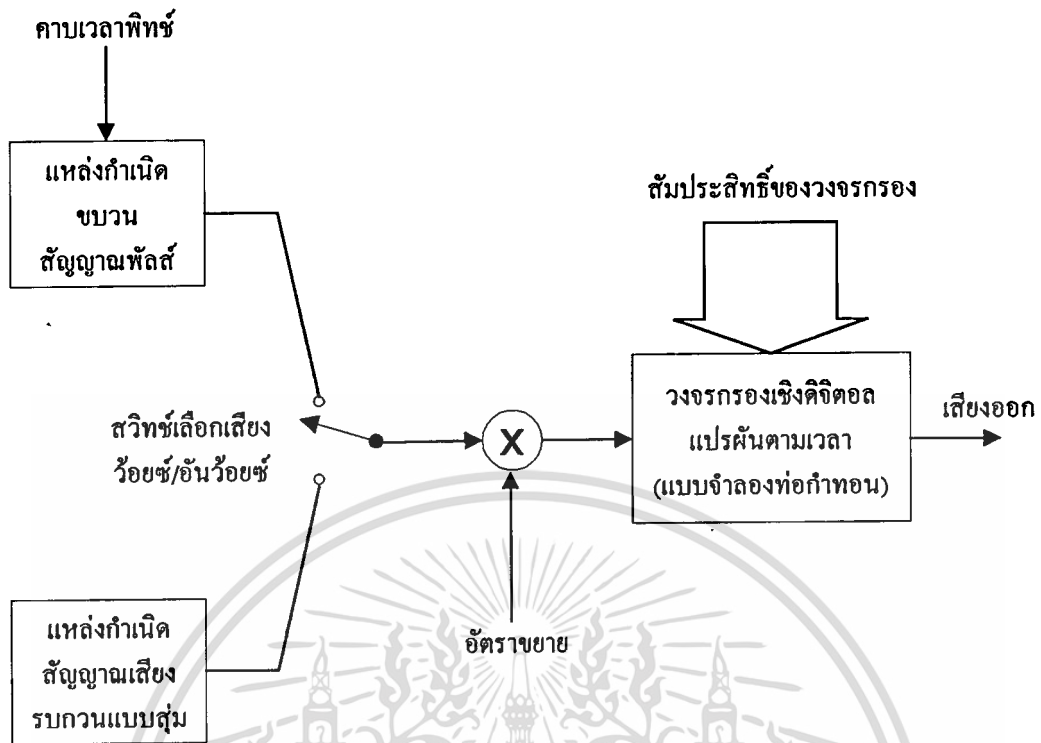 คาบเวลาพิทช์
แหล่งกำเนิด
ขบวน
สัญญาณพัลส์
สัมประสิทธิ์ของวงจรกรอง
สวิทช์เลือกเสียง
ว้อยซ์/อันว้อยซ์
X
วงจรกรองเชิงดิจิตอล
แปรผันตามเวลา
(แบบจำลองท่อกำทอน)
เสียงออก
อัตราขยาย
แหล่งกำเนิด
สัญญาณเสียง
รบกวนแบบสุ่ม